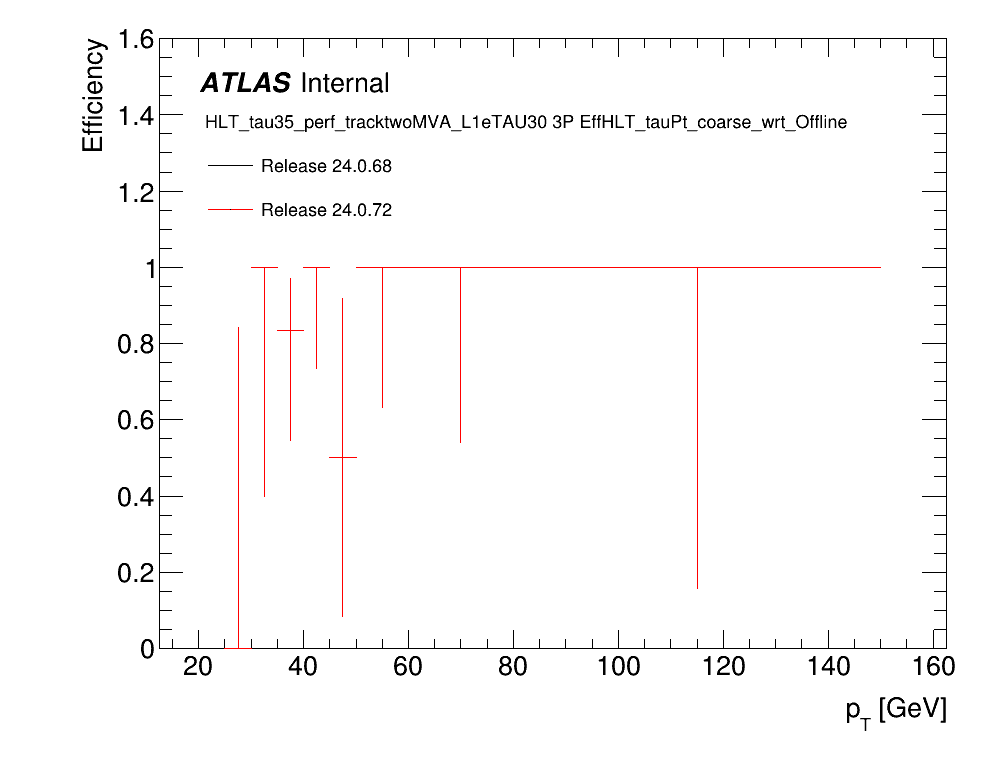 Efficiency
1.6
1.4
1.2
1
0.8
0.6
0.4
0.2
0
ATLAS Internal
HLT_tau35_perf_tracktwoMVA_L1eTAU30 3P EffHLT_tauPt_coarse_wrt_Offline
Release 24.0.68
Release 24.0.72
20 40 60 80 100 120 140 160
pT [GeV]